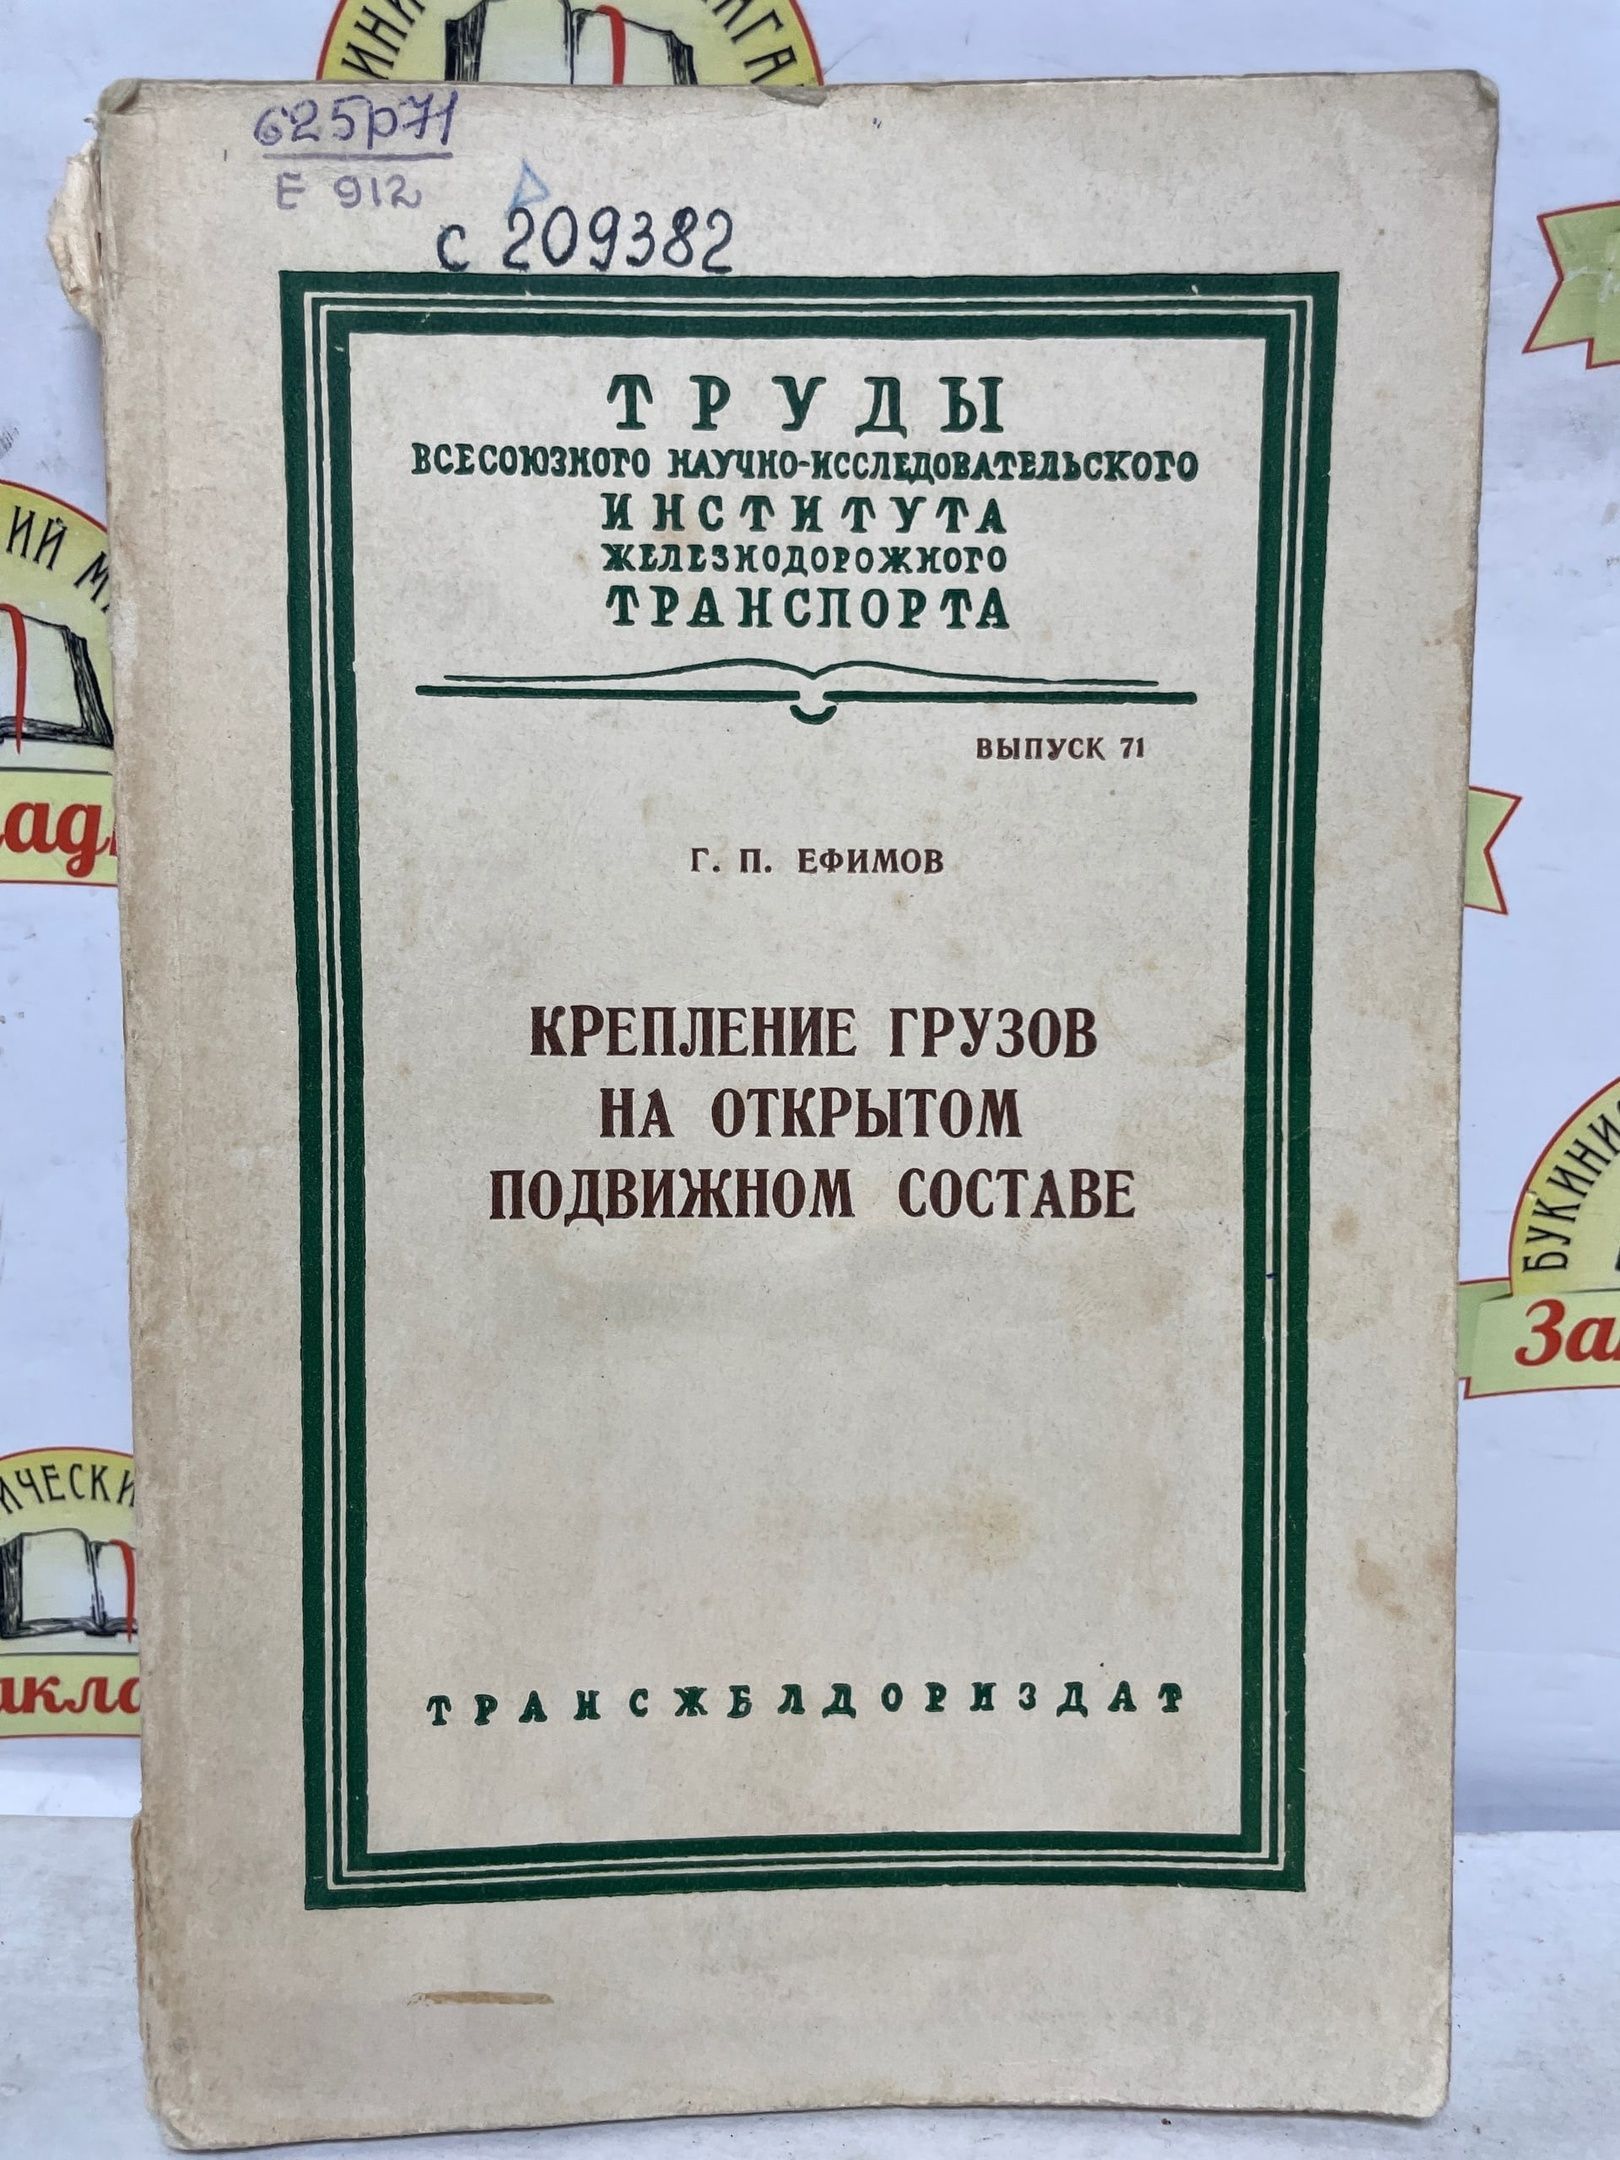 625р71
Е 912
с 209382
ТРУДЫ
ВСЕСОЮЗНОГО НАУЧНО-ИССЛЕДОВАТЕЛЬСКОГО
ИНСТИТУТА
ЖЕЛЕЗНОДОРОЖНОГО
ТРАНСПОРТА
ВЫПУСК 71
Г. П. ЕФИМОВ
КРЕПЛЕНИЕ ГРУЗОВ
НА ОТКРЫТОМ
ПОДВИЖНОМ СОСТАВЕ
ТРАНСЖЕЛДОРИЗДАТ